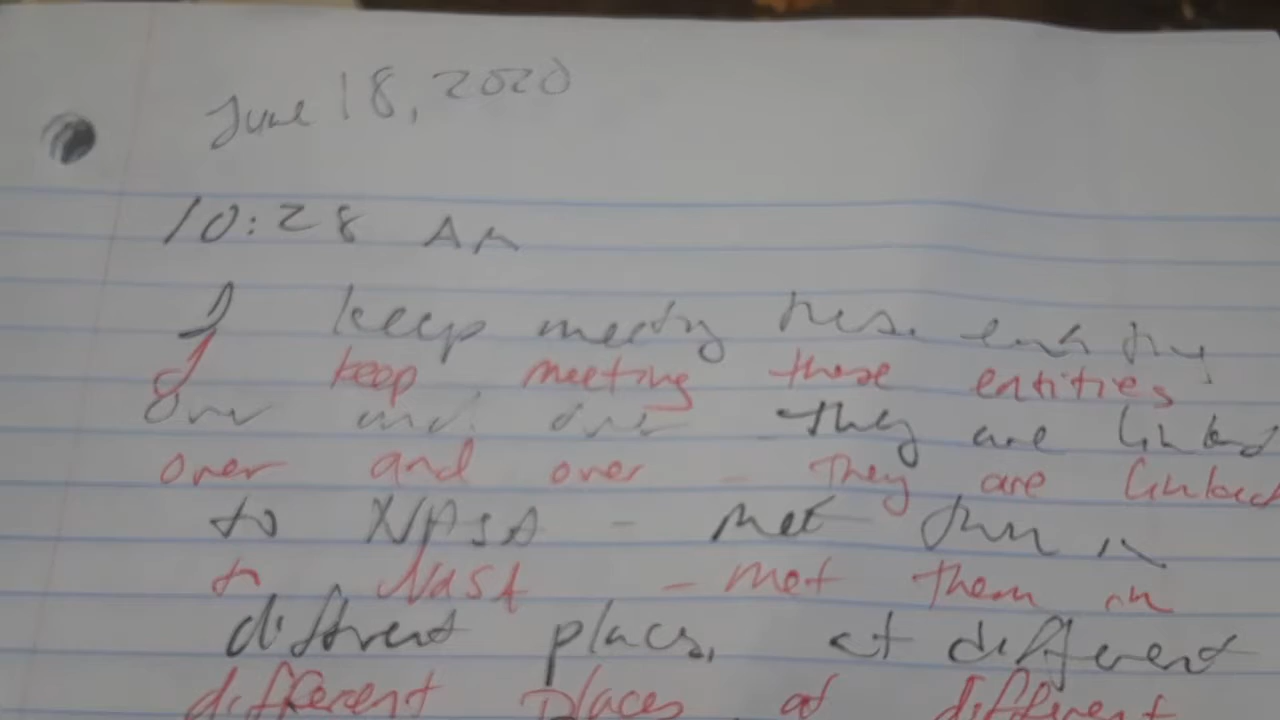 June 18, 2020
10:28 AM
I keep meeting these entities
I keep meeting these entities
over and over they are linked
over and over - They are linked
to NASA - met them in
to NASA - met them in
different places, at different
different places at different